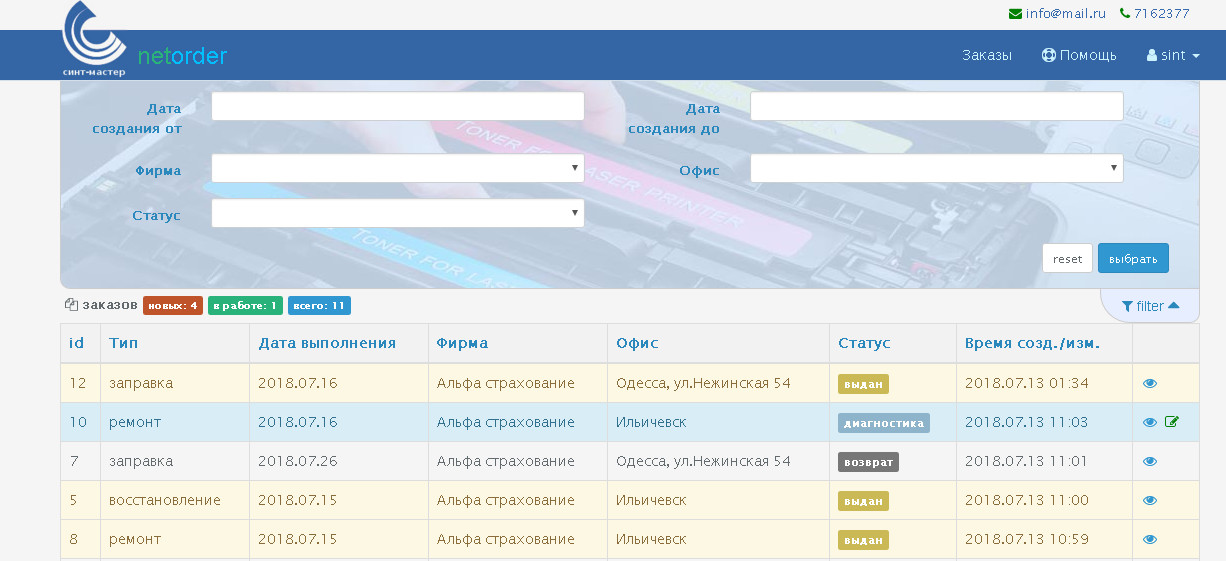 info@mail.ru 7162377
синт-мастер
netorder
Заказы Помощь sint
Дата создания от
Дата создания до
Фирма
Офис
Статус
TONER FOR LASER PRINTER
TONER FOR LAS
reset выбрать
заказов новых: 4 в работе: 1 всего: 11
filter
id Тип Дата выполнения Фирма Офис Статус Время созд./изм.
12 заправка 2018.07.16 Альфа страхование Одесса, ул.Нежинская 54 выдан 2018.07.13 01:34
10 ремонт 2018.07.16 Альфа страхование Ильичевск диагностика 2018.07.13 11:03
7 заправка 2018.07.26 Альфа страхование Одесса, ул.Нежинская 54 возврат 2018.07.13 11:01
5 восстановление 2018.07.15 Альфа страхование Ильичевск выдан 2018.07.13 11:00
8 ремонт 2018.07.15 Альфа страхование Ильичевск выдан 2018.07.13 10:59